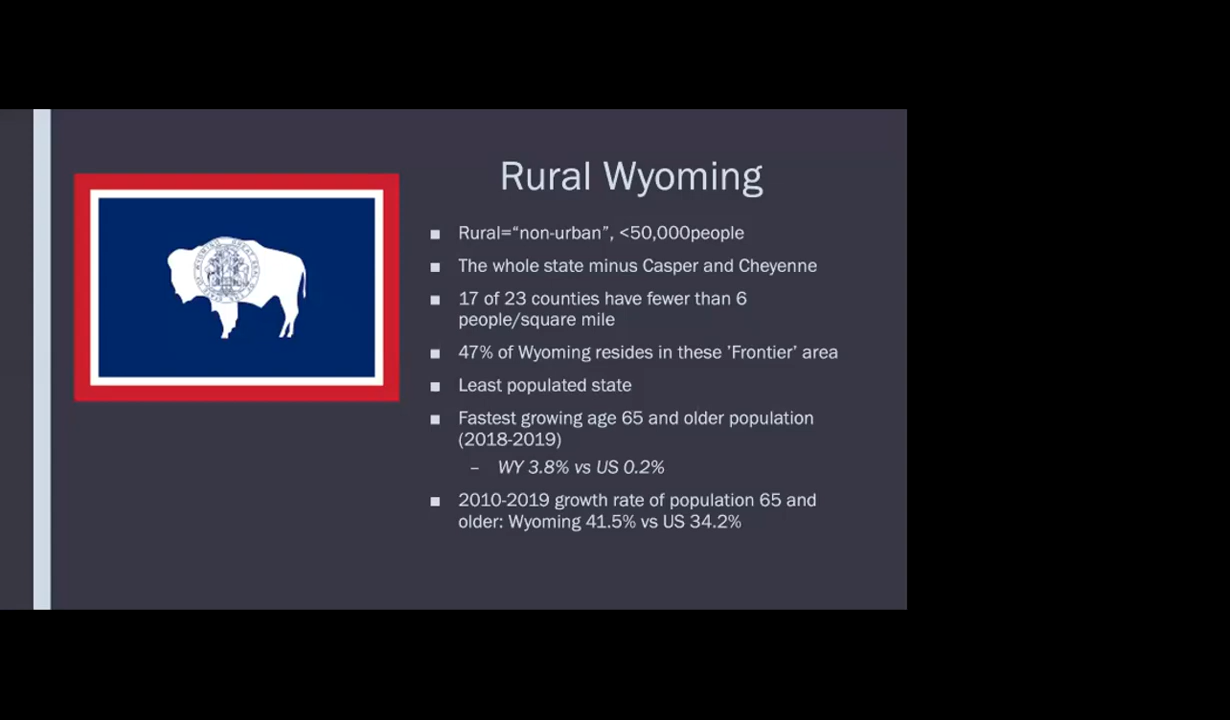 Rural Wyoming
■ Rural=“non-urban”, <50,000people
■ The whole state minus Casper and Cheyenne
■ 17 of 23 counties have fewer than 6
people/square mile
■ 47% of Wyoming resides in these ’Frontier’ area
■ Least populated state
■ Fastest growing age 65 and older population
(2018-2019)
– WY 3.8% vs US 0.2%
■ 2010-2019 growth rate of population 65 and
older: Wyoming 41.5% vs US 34.2%